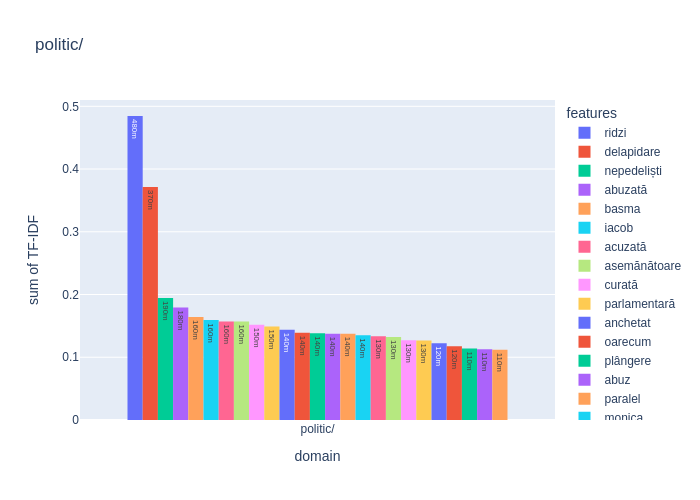 politic/
features
0.5
0.4
0.3
0.2
0.1
0
sum of TF-IDF
480m
370m
190m
180m
160m
160m
160m
160m
150m
150m
140m
140m
140m
140m
140m
140m
130m
130m
130m
130m
120m
120m
110m
110m
110m
politic/
domain
ridzi
delapidare
nepedeliști
abuzată
basma
iacob
acuzată
asemănătoare
curată
parlamentară
anchetat
oarecum
plângere
abuz
paralel
monica